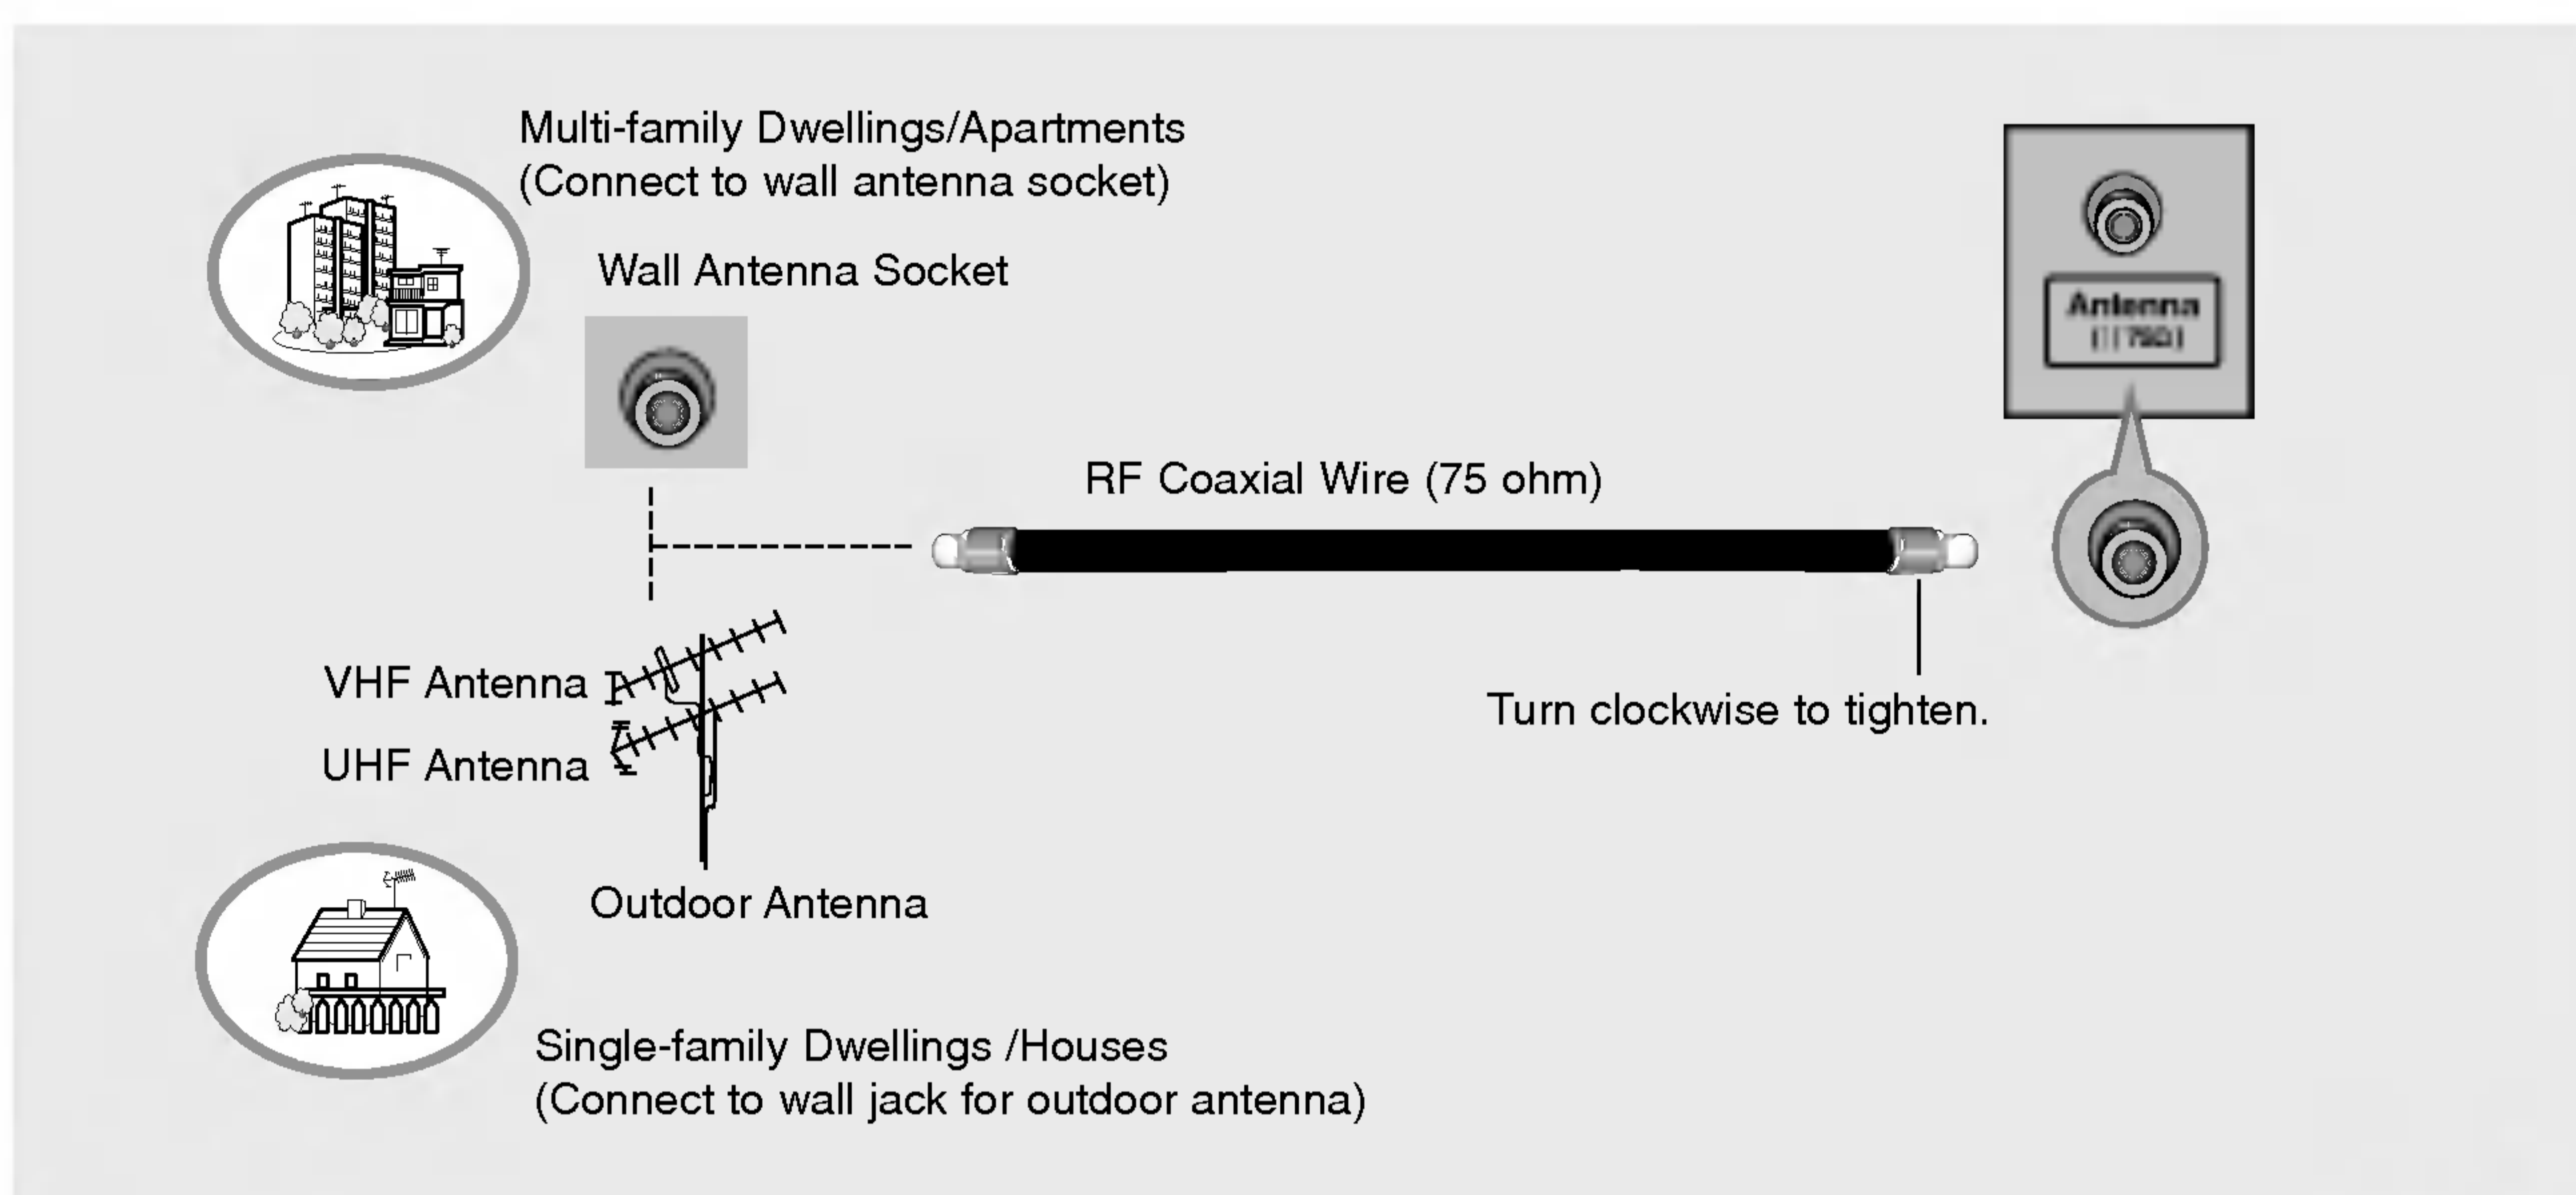 Multi-family Dwellings/Apartments
(Connect to wall antenna socket)
Wall Antenna Socket
Antenna
RF Coaxial Wire (75 ohm)
VHF Antenna
Turn clockwise to tighten.
UHF Antenna
Outdoor Antenna
Single-family Dwellings /Houses
(Connect to wall jack for outdoor antenna)